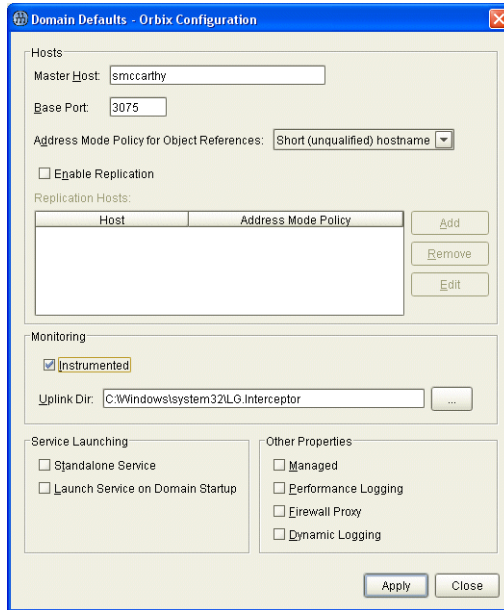 Domain Defaults - Orbix Configuration
Hosts
Master Host: smccarthy
Base Port: 3075
Address Mode Policy for Object References: Short (unqualified) hostname
Enable Replication
Replication Hosts:
Host Address Mode Policy
Add
Remove
Edit
Monitoring
Instrumented
Uplink Dir: C:\Windows\system32\LG.Interceptor ...
Service Launching
Standalone Service
Launch Service on Domain Startup
Other Properties
Managed
Performance Logging
Firewall Proxy
Dynamic Logging
Apply Close